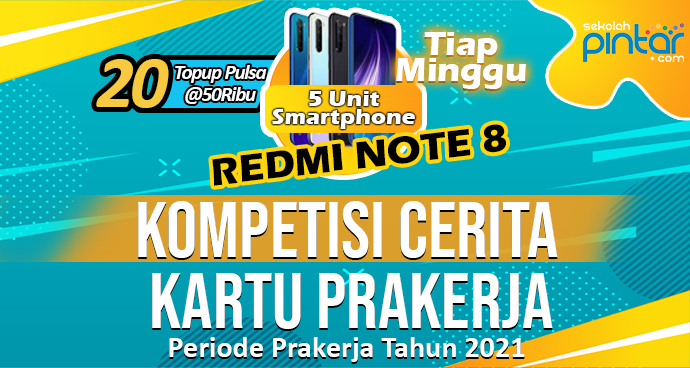 sekolah
pintar
.com
20 Topup Pulsa
@50Ribu
5 Unit
Smartphone
Tiap
Minggu
REDMI NOTE 8
KOMPETISI CERITA
KARTU PRAKERJA
Periode Prakerja Tahun 2021